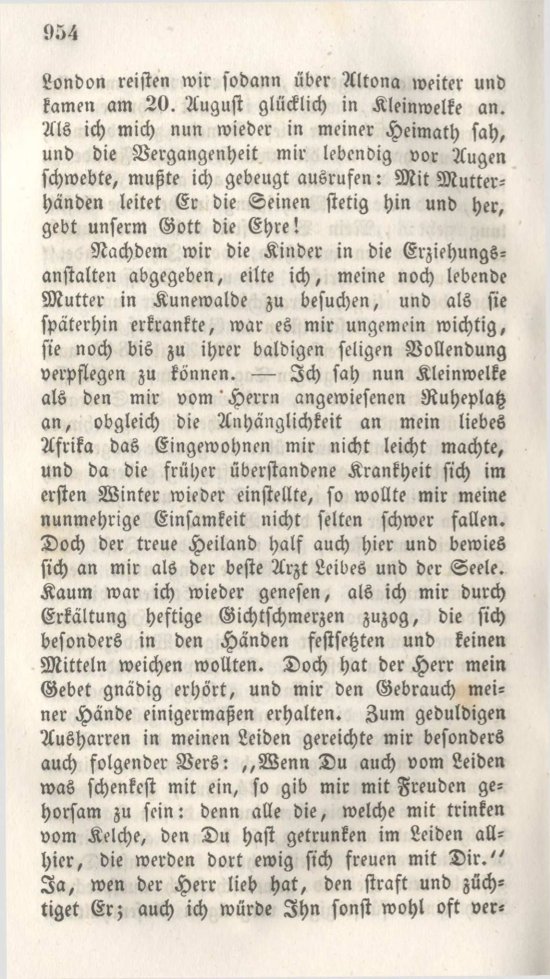 954
London reisten wir sodann über Altona weiter und
kamen am 20. August glücklich in Kleinwelke an.
Als ich mich nun wieder in meiner Heimath sah,
und die Vergangenheit mir lebendig vor Augen
schwebte, mußte ich gebeugt ausrufen: Mit Mutter-
händen leitet Er die Seinen stetig hin und her,
gebt unserm Gott die Ehre!
Nachdem wir die Kinder in die Erziehungs-
anstalten abgegeben, eilte ich, meine noch lebende
Mutter in Kunewalde zu besuchen, und als sie
späterhin erkrankte, war es mir ungemein wichtig,
sie noch bis zu ihrer baldigen seligen Vollendung
verpflegen zu können. — Ich sah nun Kleinwelke
als den mir vom Herrn angewiesenen Ruheplatz
an, obgleich die Anhänglichkeit an mein liebes
Afrika das Eingewohnen mir nicht leicht machte,
und da die früher überstandene Krankheit sich im
ersten Winter wieder einstellte, so wollte mir meine
nunmehrige Einsamkeit nicht selten schwer fallen.
Doch der treue Heiland half auch hier und bewies
sich an mir als der beste Arzt Leibes und der Seele.
Kaum war ich wieder genesen, als ich mir durch
Erkältung heftige Gichtschmerzen zuzog, die sich
besonders in den Händen festsetzten und keinen
Mitteln weichen wollten. Doch hat der Herr mein
Gebet gnädig erhört, und mir den Gebrauch mei-
ner Hände einigermaßen erhalten. Zum geduldigen
Ausharren in meinen Leiden gereichte mir besonders
auch folgender Vers: ,,Wenn Du auch vom Leiden
was schenkest mit ein, so gib mir mit Freuden ge-
horsam zu sein: denn alle die, welche mit trinken
vom Kelche, den Du hast getrunken im Leiden all-
hier, die werden dort ewig sich freuen mit Dir.''
Ja, wen der Herr lieb hat, den straft und züch-
tiget Er; auch ich würde Ihn sonst wohl oft ver-